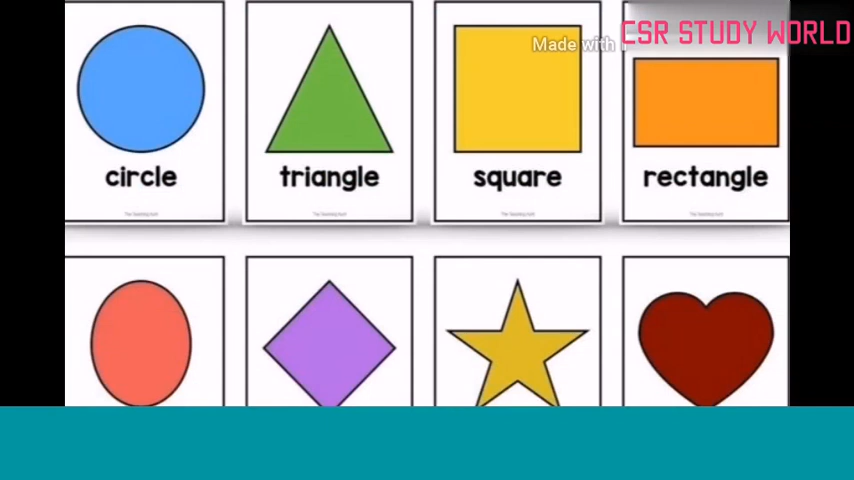 Made with
CSR STUDY WORLD
circle
triangle
square
rectangle